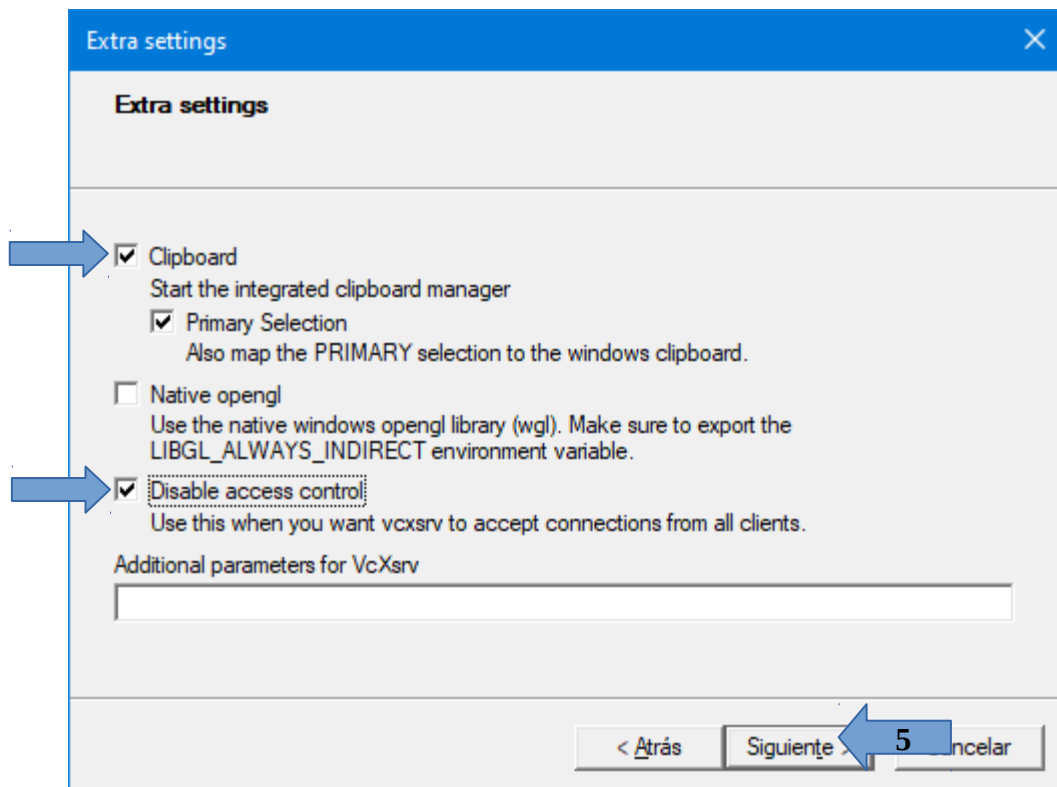 Extra settings
Extra settings
Clipboard
Start the integrated clipboard manager
Primary Selection
Also map the PRIMARY selection to the windows clipboard.
Native opengl
Use the native windows opengl library (wgl). Make sure to export the
LIBGL_ALWAYS_INDIRECT environment variable.
Disable access control
Use this when you want vcxsrv to accept connections from all clients.
Additional parameters for VcXsrv
< Atrás Siguiente > 5 ncelar